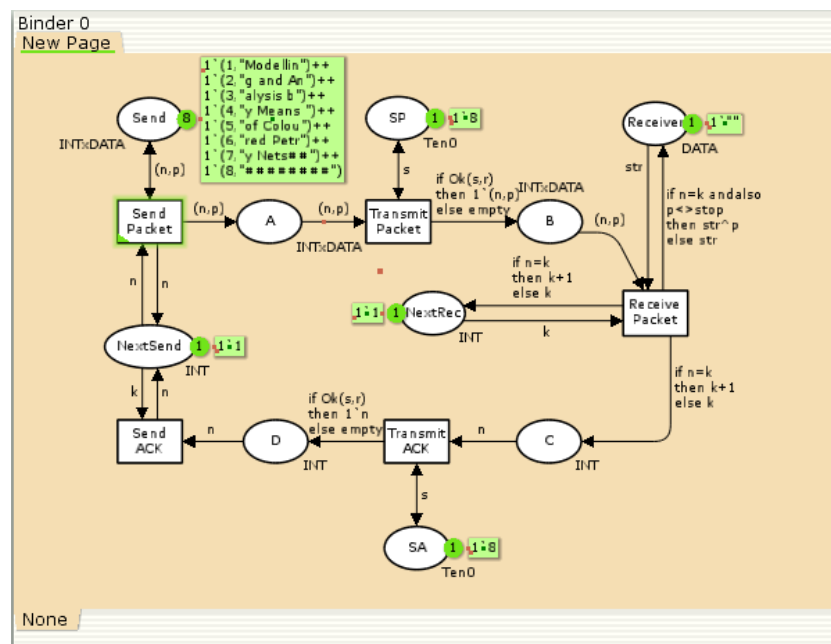 Binder 0
New Page
1`(1,"Modellin")++
1`(2,"g and An")++
1`(3,"alysis b")++
1`(4,"y Means ")++
1`(5,"of Colou")++
1`(6,"red Petr")++
1`(7,"y Nets##")++
1`(8,"########")
Send
8
INTxDATA
(n,p)
SP
1
1`8
Ten0
s
Receiver
1
1`""
DATA
str
if n=k andalso
p<>stop
then str^p
else str
Send
Packet
(n,p)
A
INTxDATA
(n,p)
Transmit
Packet
if Ok(s,r)
then 1`(n,p)
else empty
INTxDATA
B
(n,p)
n
n
if n=k
then k+1
else k
1`1
1
NextRec
INT
k
Receive
Packet
NextSend
1
1`1
INT
k
n
if n=k
then k+1
else k
Send
ACK
n
D
INT
if Ok(s,r)
then 1`n
else empty
Transmit
ACK
n
C
INT
s
SA
1
1`8
Ten0
None